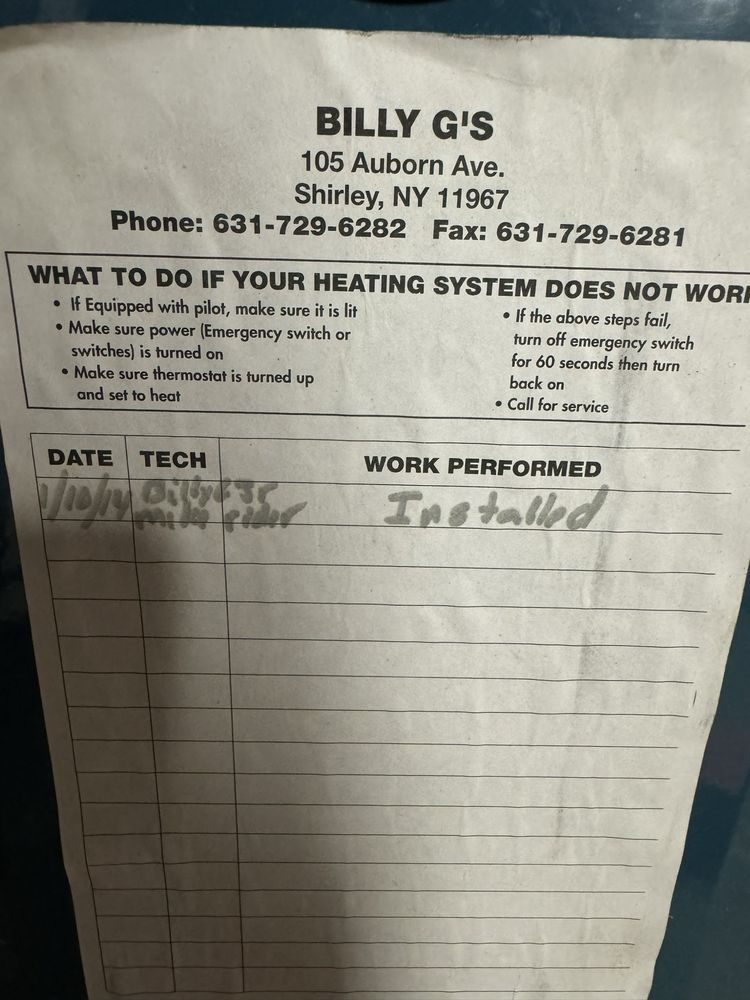 BILLY G'S
105 Auborn Ave.
Shirley, NY 11967
Phone: 631-729-6282 Fax: 631-729-6281
WHAT TO DO IF YOUR HEATING SYSTEM DOES NOT WORK
• If Equipped with pilot, make sure it is lit
• Make sure power (Emergency switch or
switches) is turned on
• Make sure thermostat is turned up
and set to heat
• If the above steps fail,
turn off emergency switch
for 60 seconds then turn
back on
• Call for service
DATE TECH WORK PERFORMED
1/10/14 Installed